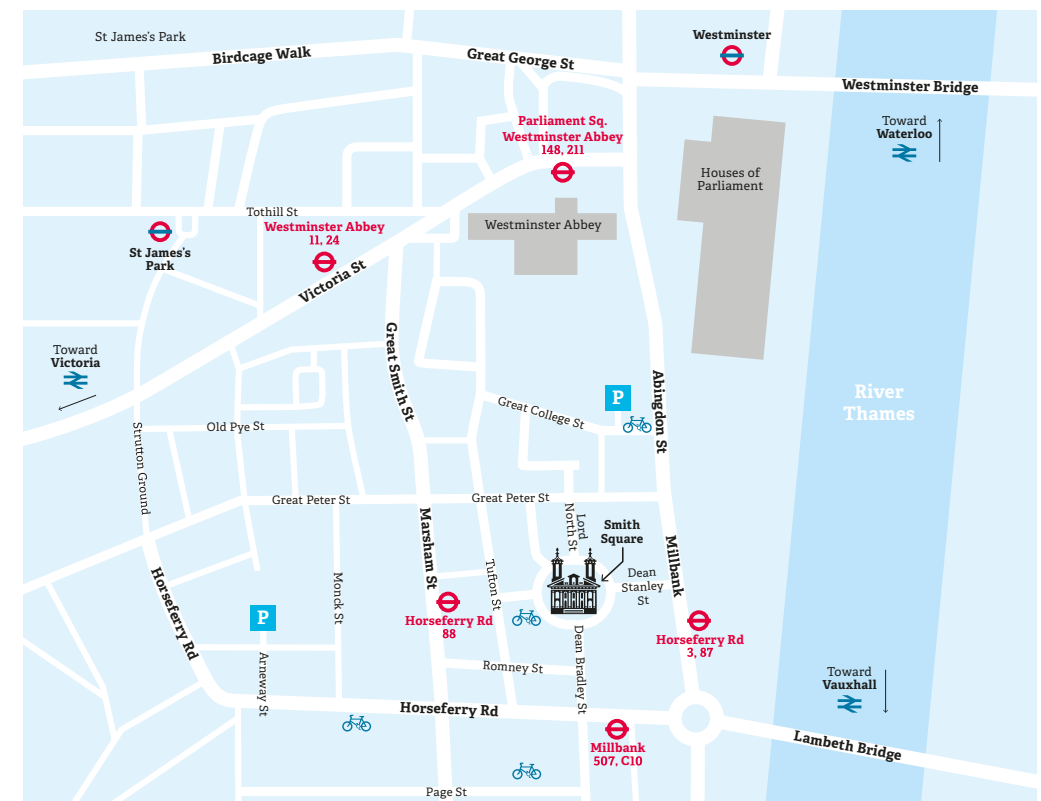 St James's Park
Birdcage Walk
Great George St
Westminster
Westminster Bridge
Parliament Sq.
Westminster Abbey
148, 211
Toward
Waterloo
Houses of
Parliament
Tothill St
Westminster Abbey
11, 24
Westminster Abbey
St James's
Park
Victoria St
Toward
Victoria
Great Smith St
Abingdon St
River
Thames
P
Great College St
Strutton Ground
Old Pye St
Great Peter St
Great Peter St
Lord
North St
Smith
Square
Marsham St
Millbank
Horseferry Rd
Monck St
Tufton St
Dean
Stanley
St
P
Horseferry Rd
88
Horseferry Rd
3, 87
Dean Bradley St
Arneway St
Romney St
Toward
Vauxhall
Horseferry Rd
Millbank
507, C10
Lambeth Bridge
Page St